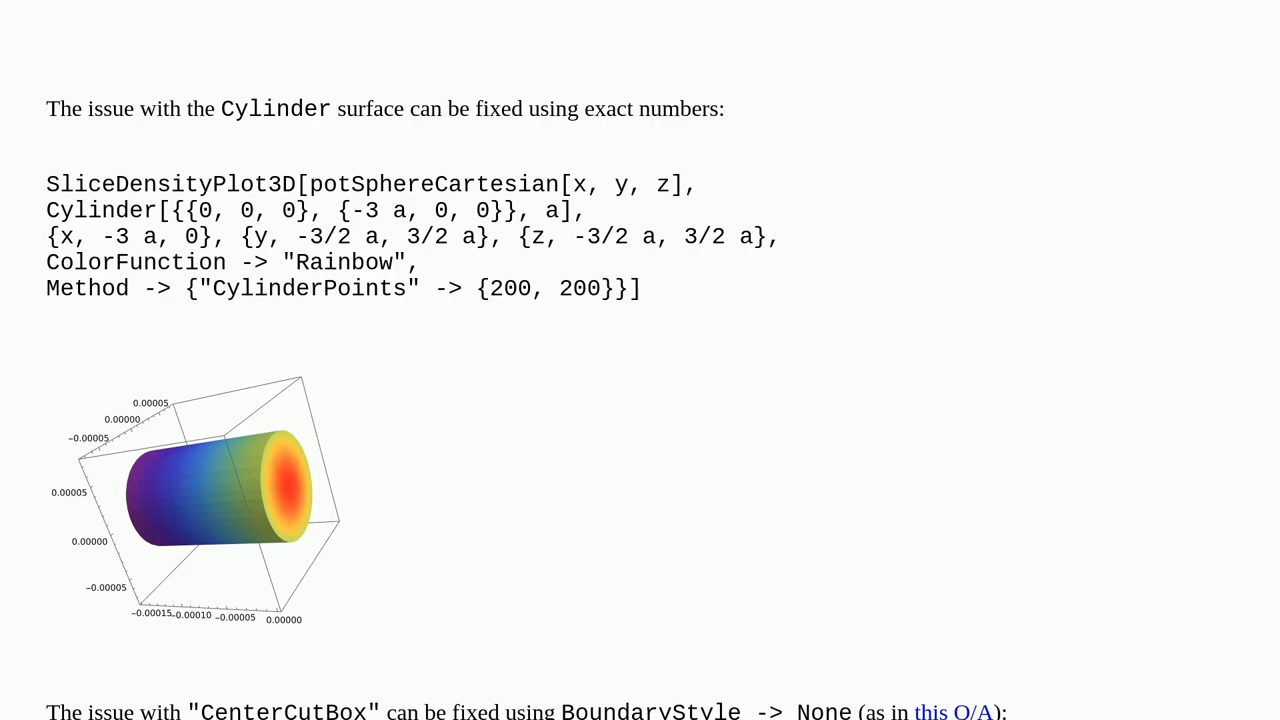 The issue with the Cylinder surface can be fixed using exact numbers:
SliceDensityPlot3D[potSphereCartesian[x, y, z],
Cylinder[{{0, 0, 0}, {-3 a, 0, 0}}, a],
{x, -3 a, 0}, {y, -3/2 a, 3/2 a}, {z, -3/2 a, 3/2 a},
ColorFunction -> "Rainbow",
Method -> {"CylinderPoints" -> {200, 200}}]
0.00005
0.00000
−0.00005
0.00005
0.00000
−0.00005
−0.00015 −0.00010 −0.00005 0.00000
The issue with "CenterCutBox" can be fixed using BoundaryStyle -> None (as in this Q/A):